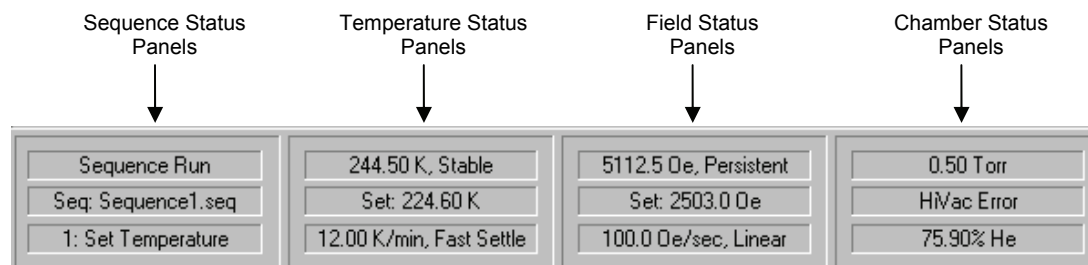 Sequence Status
Panels
Temperature Status
Panels
Field Status
Panels
Chamber Status
Panels
Sequence Run
Seq: Sequence1.seq
1: Set Temperature
244.50 K, Stable
Set: 224.60 K
12.00 K/min, Fast Settle
5112.5 Oe, Persistent
Set: 2503.0 Oe
100.0 Oe/sec, Linear
0.50 Torr
HiVac Error
75.90% He